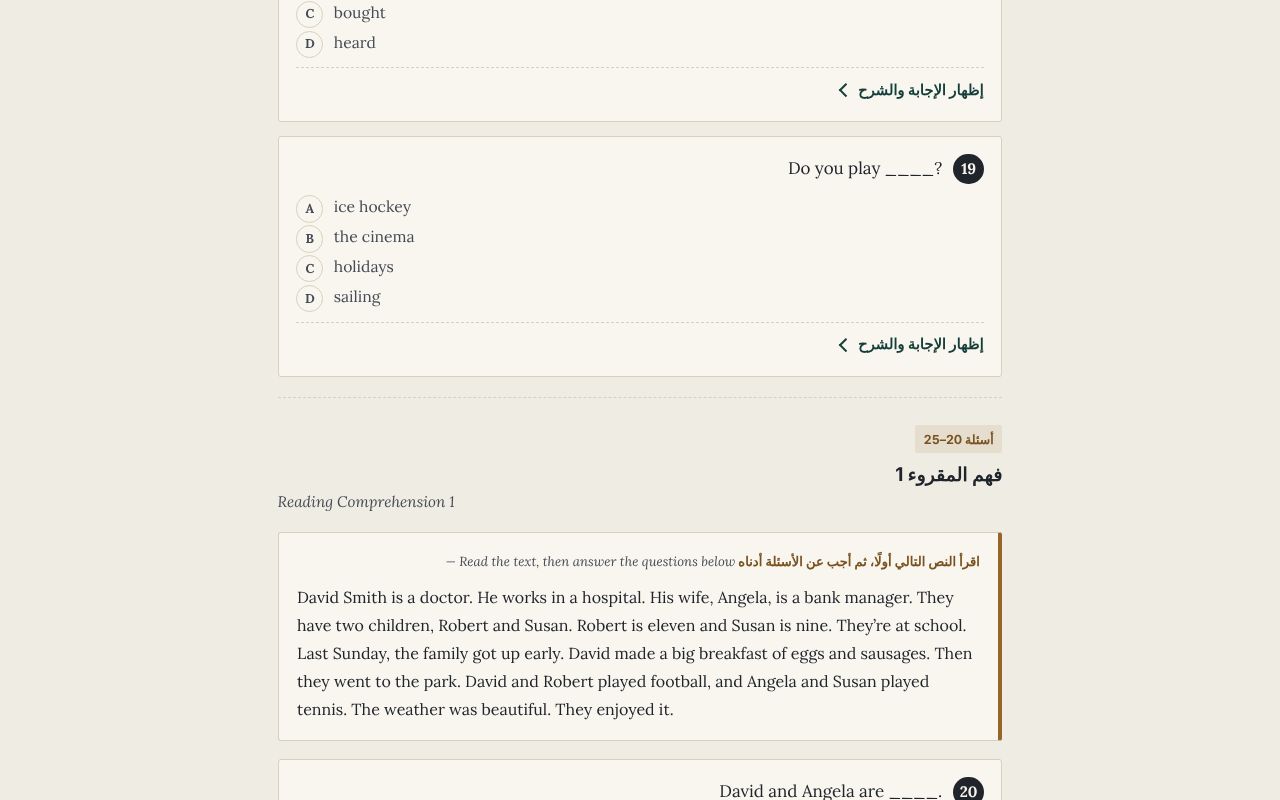 C bought
D heard
إظهار الإجابة والشرح
19 Do you play ____?
A ice hockey
B the cinema
C holidays
D sailing
إظهار الإجابة والشرح
أسئلة 20–25
فهم المقروء 1
Reading Comprehension 1
اقرأ النص التالي أولًا، ثم أجب عن الأسئلة أدناه — Read the text, then answer the questions below
David Smith is a doctor. He works in a hospital. His wife, Angela, is a bank manager. They
have two children, Robert and Susan. Robert is eleven and Susan is nine. They’re at school.
Last Sunday, the family got up early. David made a big breakfast of eggs and sausages. Then
they went to the park. David and Robert played football, and Angela and Susan played
tennis. The weather was beautiful. They enjoyed it.
20 David and Angela are ____.